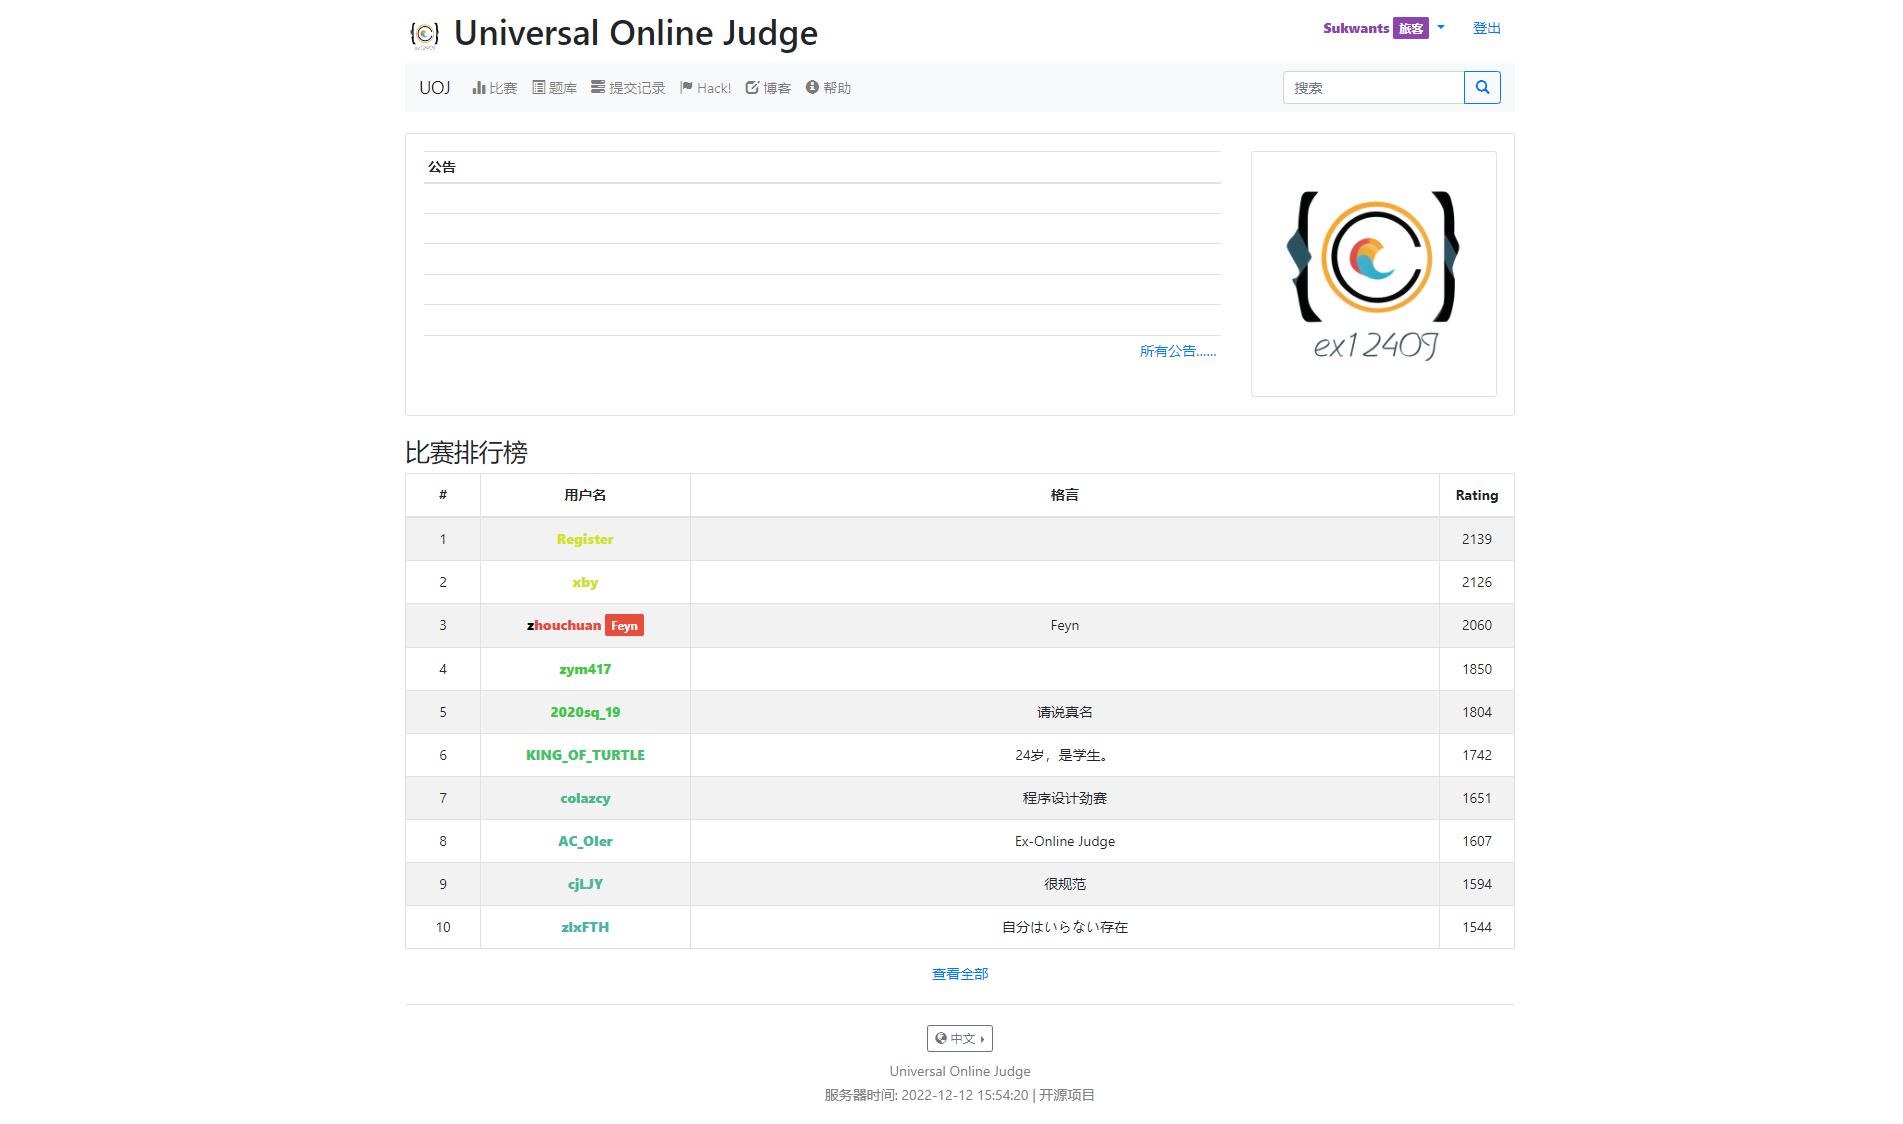 Universal Online Judge
Sukwants 旅客 登出
UOJ 比赛 题库 提交记录 Hack! 博客 帮助 搜索
公告
所有公告......
ex1240J
比赛排行榜
# 用户名 格言 Rating
1 Register 2139
2 xby 2126
3 zhouchuan Feyn Feyn 2060
4 zym417 1850
5 2020sq_19 请说真名 1804
6 KING_OF_TURTLE 24岁，是学生。 1742
7 colazcy 程序设计劲赛 1651
8 AC_OIer Ex-Online Judge 1607
9 cjLJY 很规范 1594
10 zlxFTH 自分はいらない存在 1544
查看全部
中文
Universal Online Judge
服务器时间: 2022-12-12 15:54:20 | 开源项目